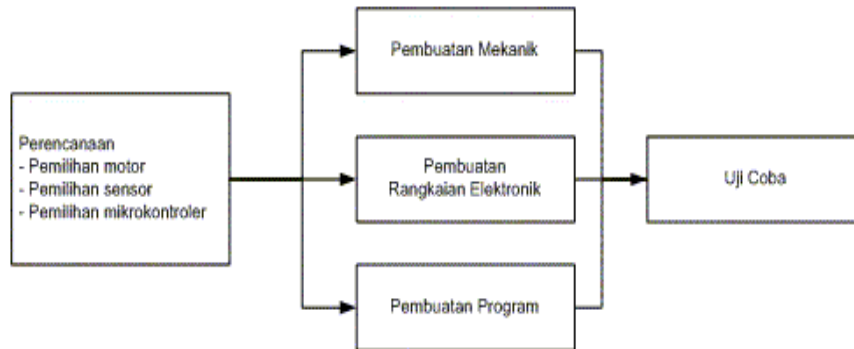 Perencanaan
- Pemilihan motor
- Pemilihan sensor
- Pemilihan mikrokontroler
Pembuatan Mekanik
Pembuatan
Rangkaian Elektronik
Pembuatan Program
Uji Coba